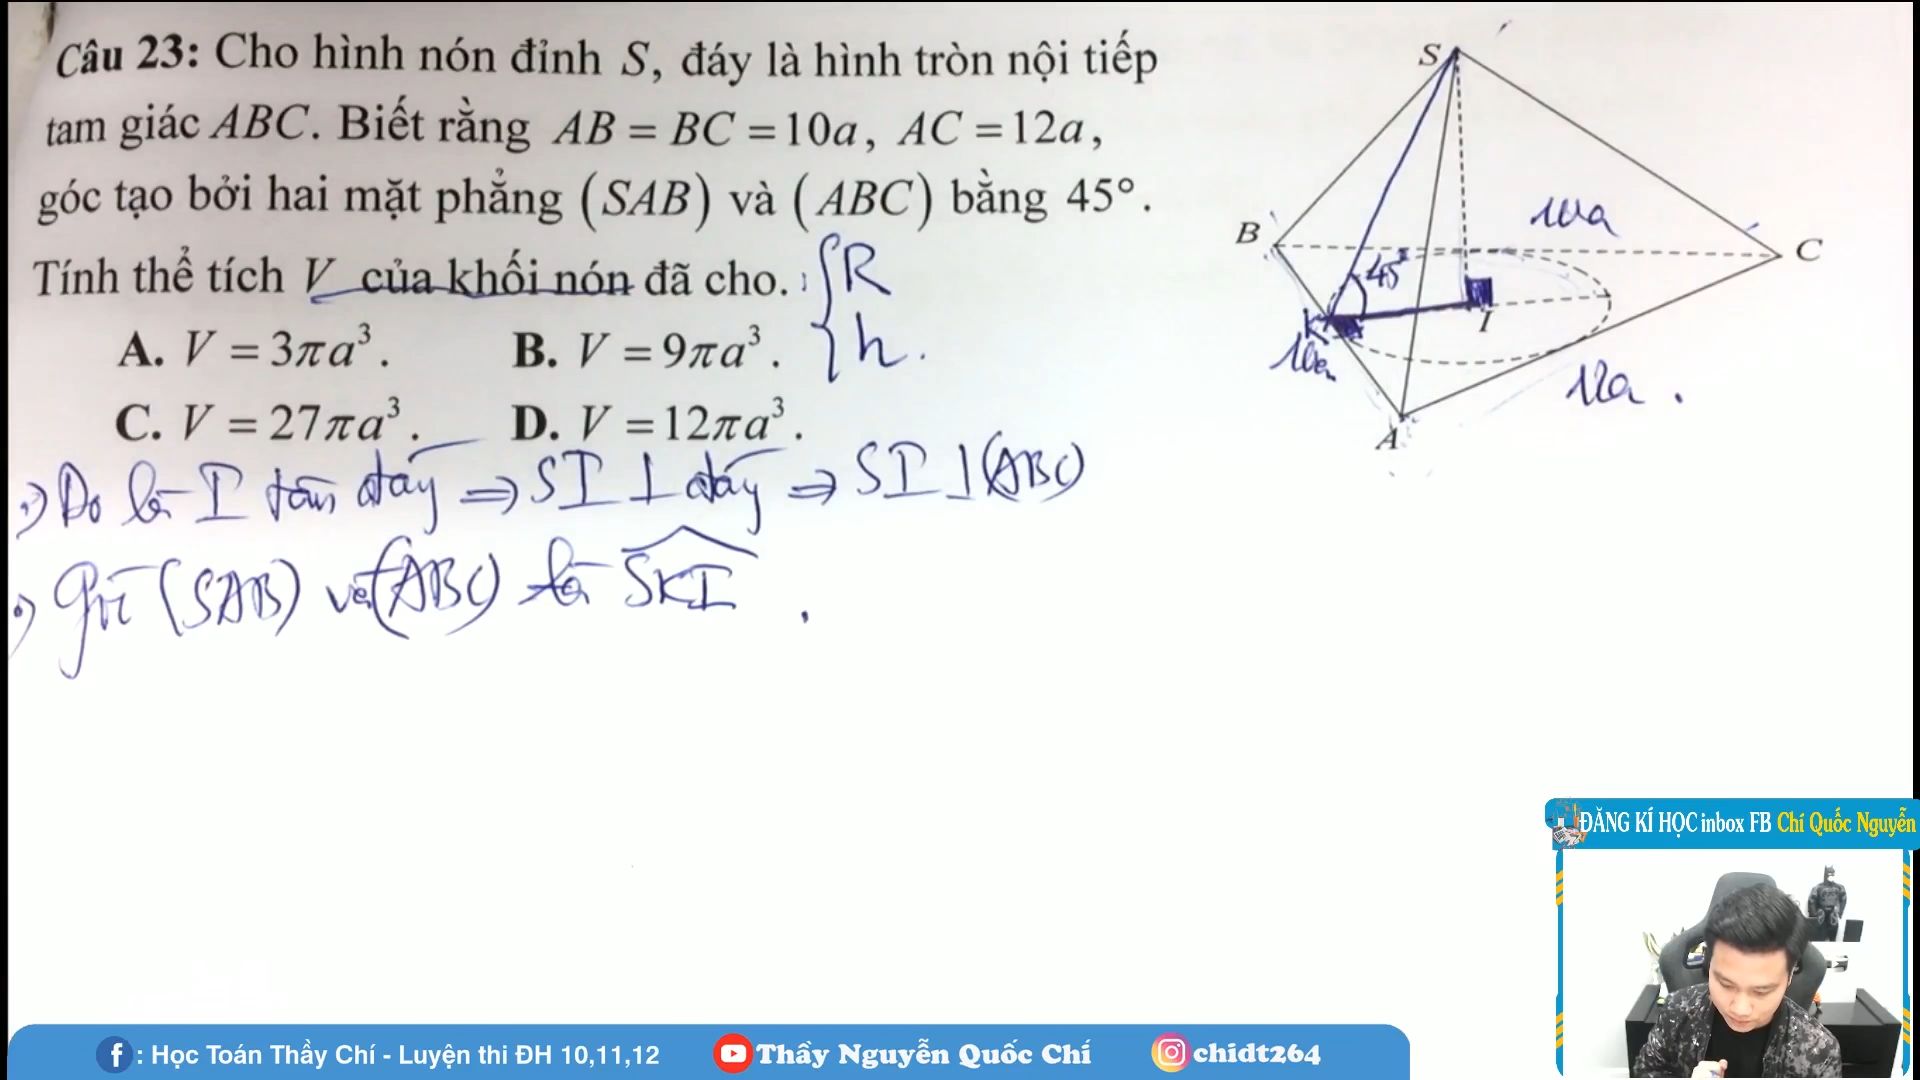 Câu 23: Cho hình nón đỉnh S, đáy là hình tròn nội tiếp
tam giác ABC. Biết rằng AB = BC = 10a, AC = 12a,
góc tạo bởi hai mặt phẳng (SAB) và (ABC) bằng 45°.
Tính thể tích V của khối nón đã cho.
{ R
h.
A. V = 3πa³. B. V = 9πa³.
C. V = 27πa³. D. V = 12πa³.
S
B
C
A
I
K
45°
10a
10a
12a.
Do là I tâm đáy ⇒ SI ⊥ đáy ⇒ SI ⊥ (ABC)
(SAB) và (ABC) là SKI
ĐĂNG KÍ HỌC inbox FB Chí Quốc Nguyễn
f : Học Toán Thầy Chí - Luyện thi ĐH 10,11,12
Thầy Nguyễn Quốc Chí
chidt264